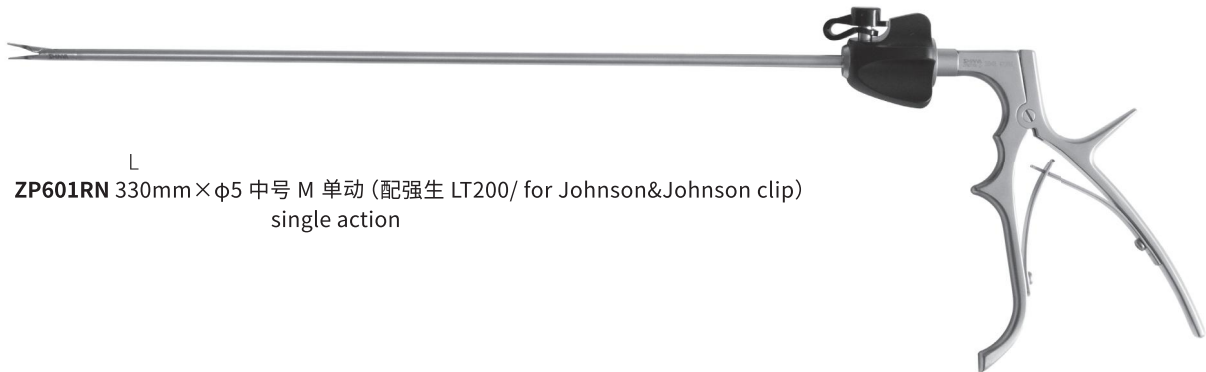 L
ZP601RN 330mm×φ5 中号 M 单动（配强生 LT200/ for Johnson&Johnson clip）
single action